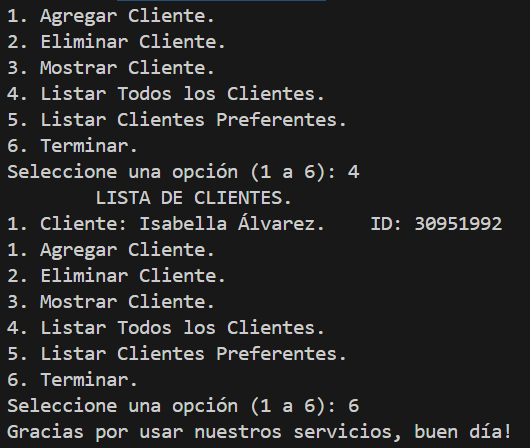 1. Agregar Cliente.
2. Eliminar Cliente.
3. Mostrar Cliente.
4. Listar Todos los Clientes.
5. Listar Clientes Preferentes.
6. Terminar.
Seleccione una opción (1 a 6): 4
        LISTA DE CLIENTES.
1. Cliente: Isabella Álvarez.    ID: 30951992
1. Agregar Cliente.
2. Eliminar Cliente.
3. Mostrar Cliente.
4. Listar Todos los Clientes.
5. Listar Clientes Preferentes.
6. Terminar.
Seleccione una opción (1 a 6): 6
Gracias por usar nuestros servicios, buen día!